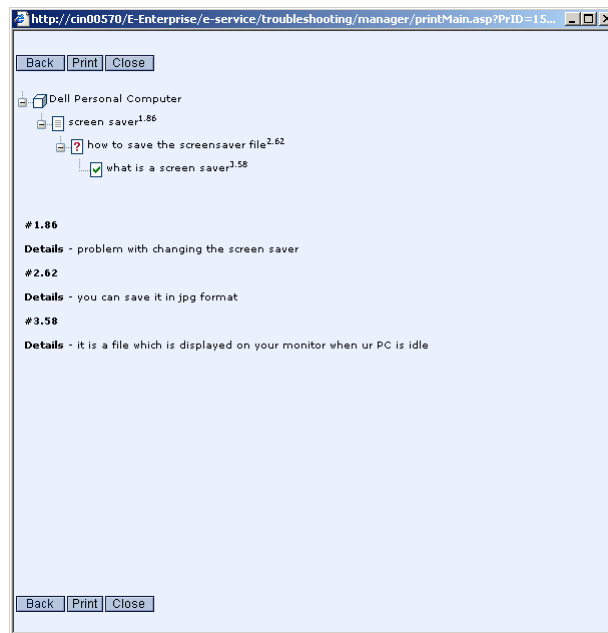 http://cin00570/E-Enterprise/e-service/troubleshooting/manager/printMain.asp?PrID=15...
Back Print Close
Dell Personal Computer
screen saver1.86
how to save the screensaver file2.62
what is a screen saver3.58
#1.86
Details - problem with changing the screen saver
#2.62
Details - you can save it in jpg format
#3.58
Details - it is a file which is displayed on your monitor when ur PC is idle
Back Print Close